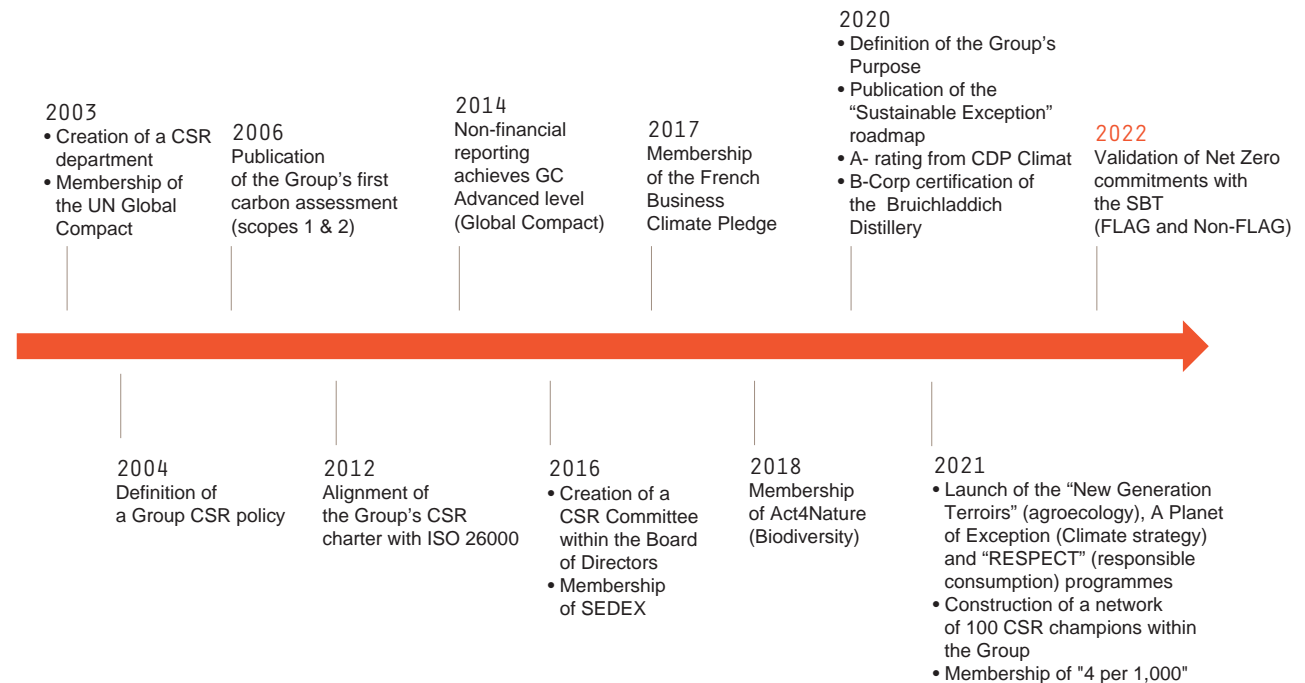 2003
• Creation of a CSR
department
• Membership of
the UN Global
Compact
2006
Publication
of the Group's first
carbon assessment
(scopes 1 & 2)
2014
Non-financial
reporting
achieves GC
Advanced level
(Global Compact)
2017
Membership
of the French
Business
Climate Pledge
2020
• Definition of the Group's
Purpose
• Publication of the
“Sustainable Exception”
roadmap
• A- rating from CDP Climat
• B-Corp certification of
the Bruichladdich
Distillery
2022
Validation of Net Zero
commitments with
the SBT
(FLAG and Non-FLAG)
2004
Definition of
a Group CSR policy
2012
Alignment of
the Group's CSR
charter with ISO 26000
2016
• Creation of a
CSR Committee
within the Board
of Directors
• Membership
of SEDEX
2018
Membership
of Act4Nature
(Biodiversity)
2021
• Launch of the “New Generation
Terroirs” (agroecology), A Planet
of Exception (Climate strategy)
and “RESPECT” (responsible
consumption) programmes
• Construction of a network
of 100 CSR champions within
the Group
• Membership of "4 per 1,000"